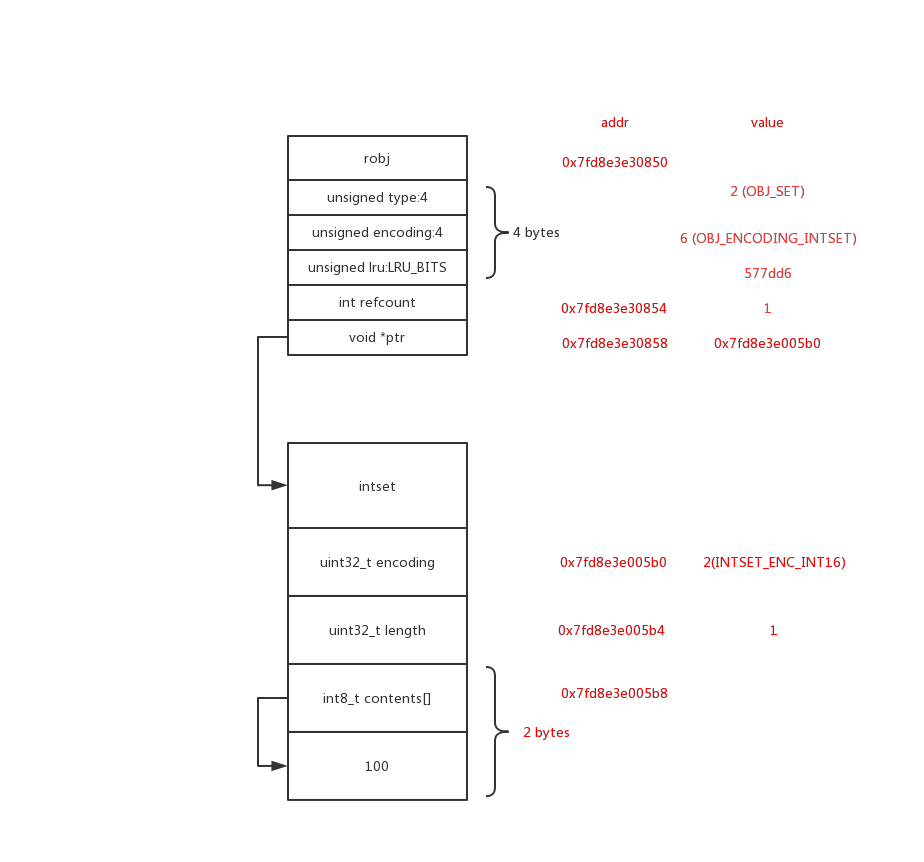 addr value
robj 0x7fd8e3e30850
unsigned type:4 2 (OBJ_SET)
unsigned encoding:4 4 bytes 6 (OBJ_ENCODING_INTSET)
unsigned lru:LRU_BITS 577dd6
int refcount 0x7fd8e3e30854 1
void *ptr 0x7fd8e3e30858 0x7fd8e3e005b0
intset
uint32_t encoding 0x7fd8e3e005b0 2(INTSET_ENC_INT16)
uint32_t length 0x7fd8e3e005b4 1
int8_t contents[] 0x7fd8e3e005b8
2 bytes
100